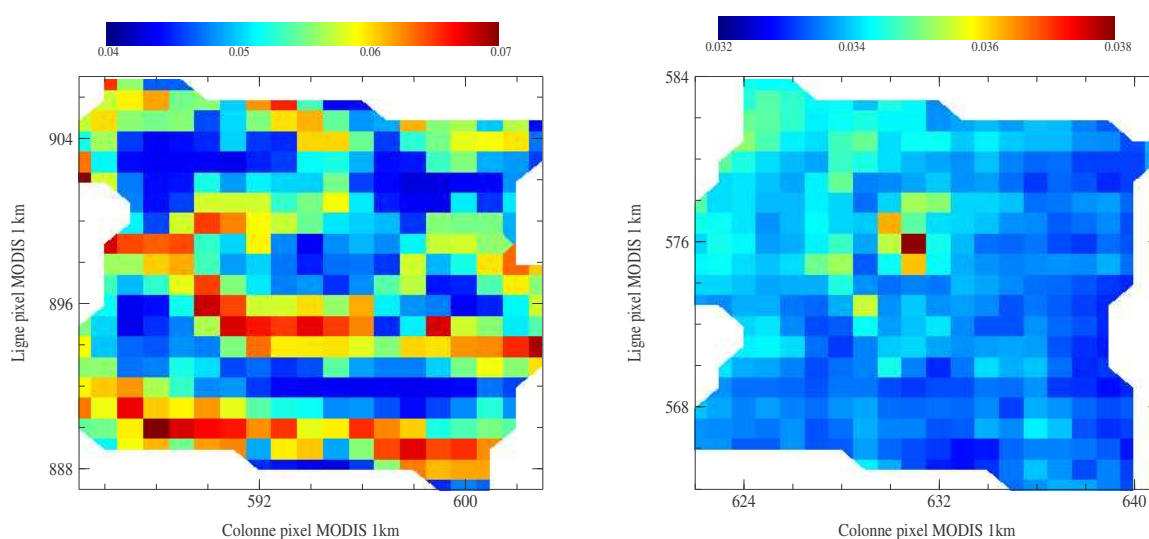 0.04 0.05 0.06 0.07
904
896
888
592 600
Ligne pixel MODIS 1 km
Colonne pixel MODIS 1km
0.032 0.034 0.036 0.038
584
576
568
624 632 640
Ligne pixel MODIS 1km
Colonne pixel MODIS 1km